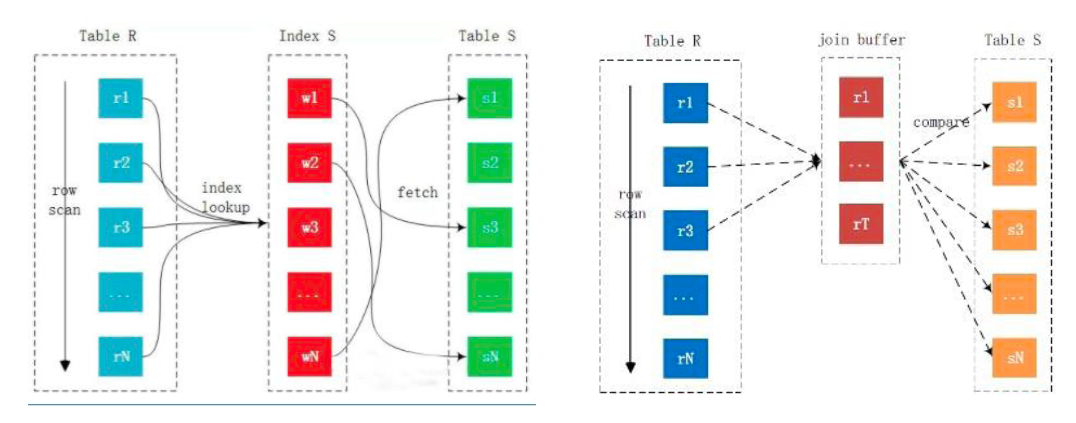 Table R
Index S
Table S
r1
w1
s1
r2
w2
s2
row
scan
index
lookup
fetch
r3
w3
s3
...
...
...
rN
wN
sN
Table R
join buffer
Table S
r1
r1
s1
compare
r2
...
s2
row
scan
r3
rT
s3
...
...
rN
sN